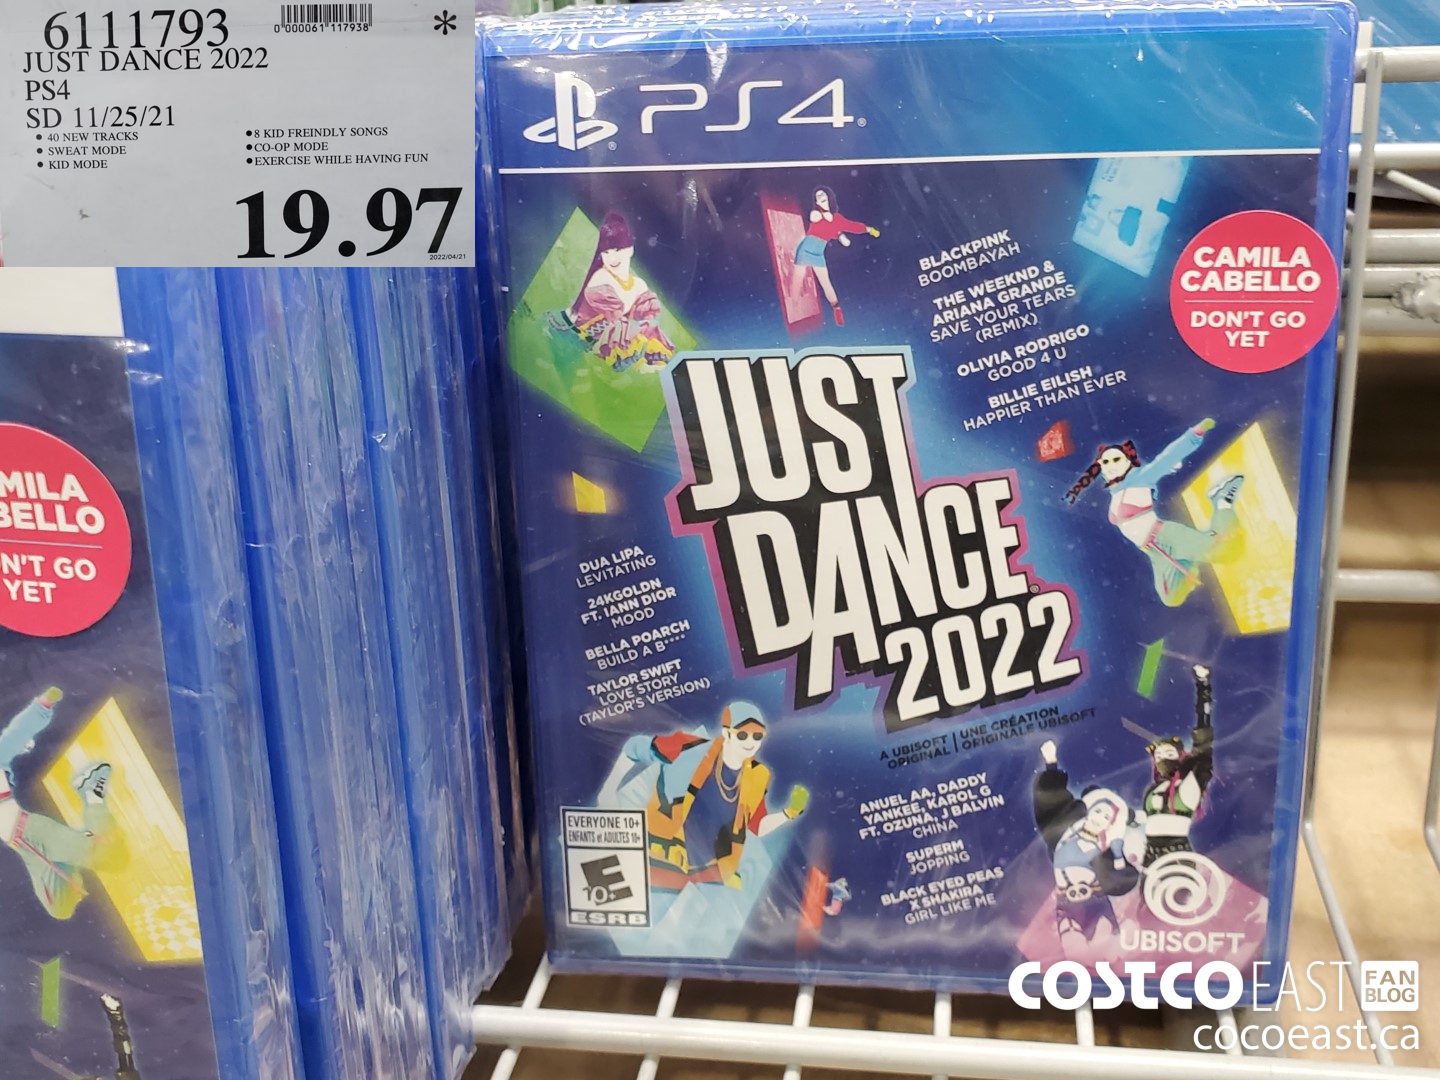 6111793
0 000061 117938
*
JUST DANCE 2022
PS4
SD 11/25/21
• 40 NEW TRACKS
• SWEAT MODE
• KID MODE
• 8 KID FREINDLY SONGS
• CO-OP MODE
• EXERCISE WHILE HAVING FUN
19.97
2022/04/21
PS4
BLACKPINK
BOOMBAYAH
THE WEEKND &
ARIANA GRANDE
SAVE YOUR TEARS
(REMIX)
OLIVIA RODRIGO
GOOD 4 U
BILLIE EILISH
HAPPIER THAN EVER
CAMILA
CABELLO
DON'T GO
YET
JUST
DANCE
2022
DUA LIPA
LEVITATING
24KGOLDN
FT. IANN DIOR
MOOD
BELLA POARCH
BUILD A B****
TAYLOR SWIFT
LOVE STORY
(TAYLOR'S VERSION)
A UBISOFT | UNE CRÉATION
ORIGINAL | ORIGINALE UBISOFT
ANUEL AA, DADDY
YANKEE, KAROL G
FT. OZUNA, J BALVIN
CHINA
SUPERM
JOPPING
BLACK EYED PEAS
X SHAKIRA
GIRL LIKE ME
EVERYONE 10+
ENFANTS et ADULTES 10+
E
10+
ESRB
UBISOFT
MILA
BELLO
N'T GO
YET
COSTCO EAST FAN
BLOG
cocoeast.ca